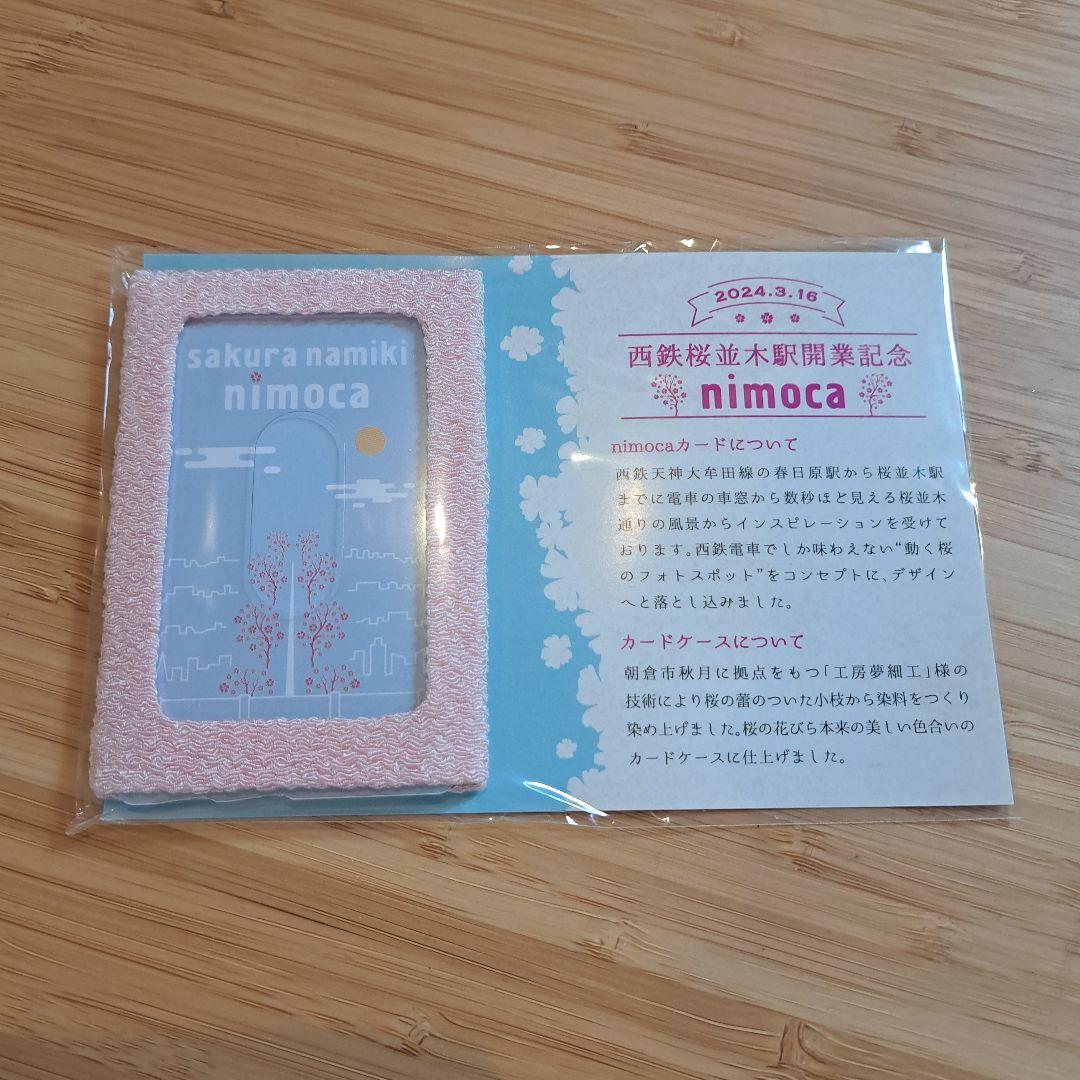 sakura namiki
nimoca
2024.3.16
西鉄桜並木駅開業記念
nimoca
nimocaカードについて
西鉄天神大牟田線の春日原駅から桜並木駅
までに電車の車窓から数秒ほど見える桜並木
通りの風景からインスピレーションを受けて
おります。西鉄電車でしか味わえない“動く桜
のフォトスポット”をコンセプトに、デザイン
へと落とし込みました。
カードケースについて
朝倉市秋月に拠点をもつ「工房夢細工」様の
技術により桜の蕾のついた小枝から染料をつくり
染め上げました。桜の花びら本来の美しい色合いの
カードケースに仕上げました。